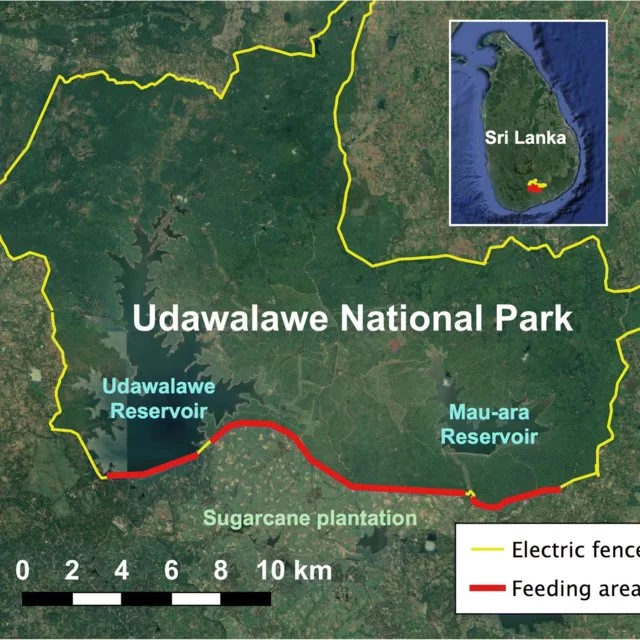 Sri Lanka
Udawalawe National Park
Udawalawe
Reservoir
Mau-ara
Reservoir
Sugarcane plantation
0 2 4 6 8 10 km
Electric fence
Feeding area